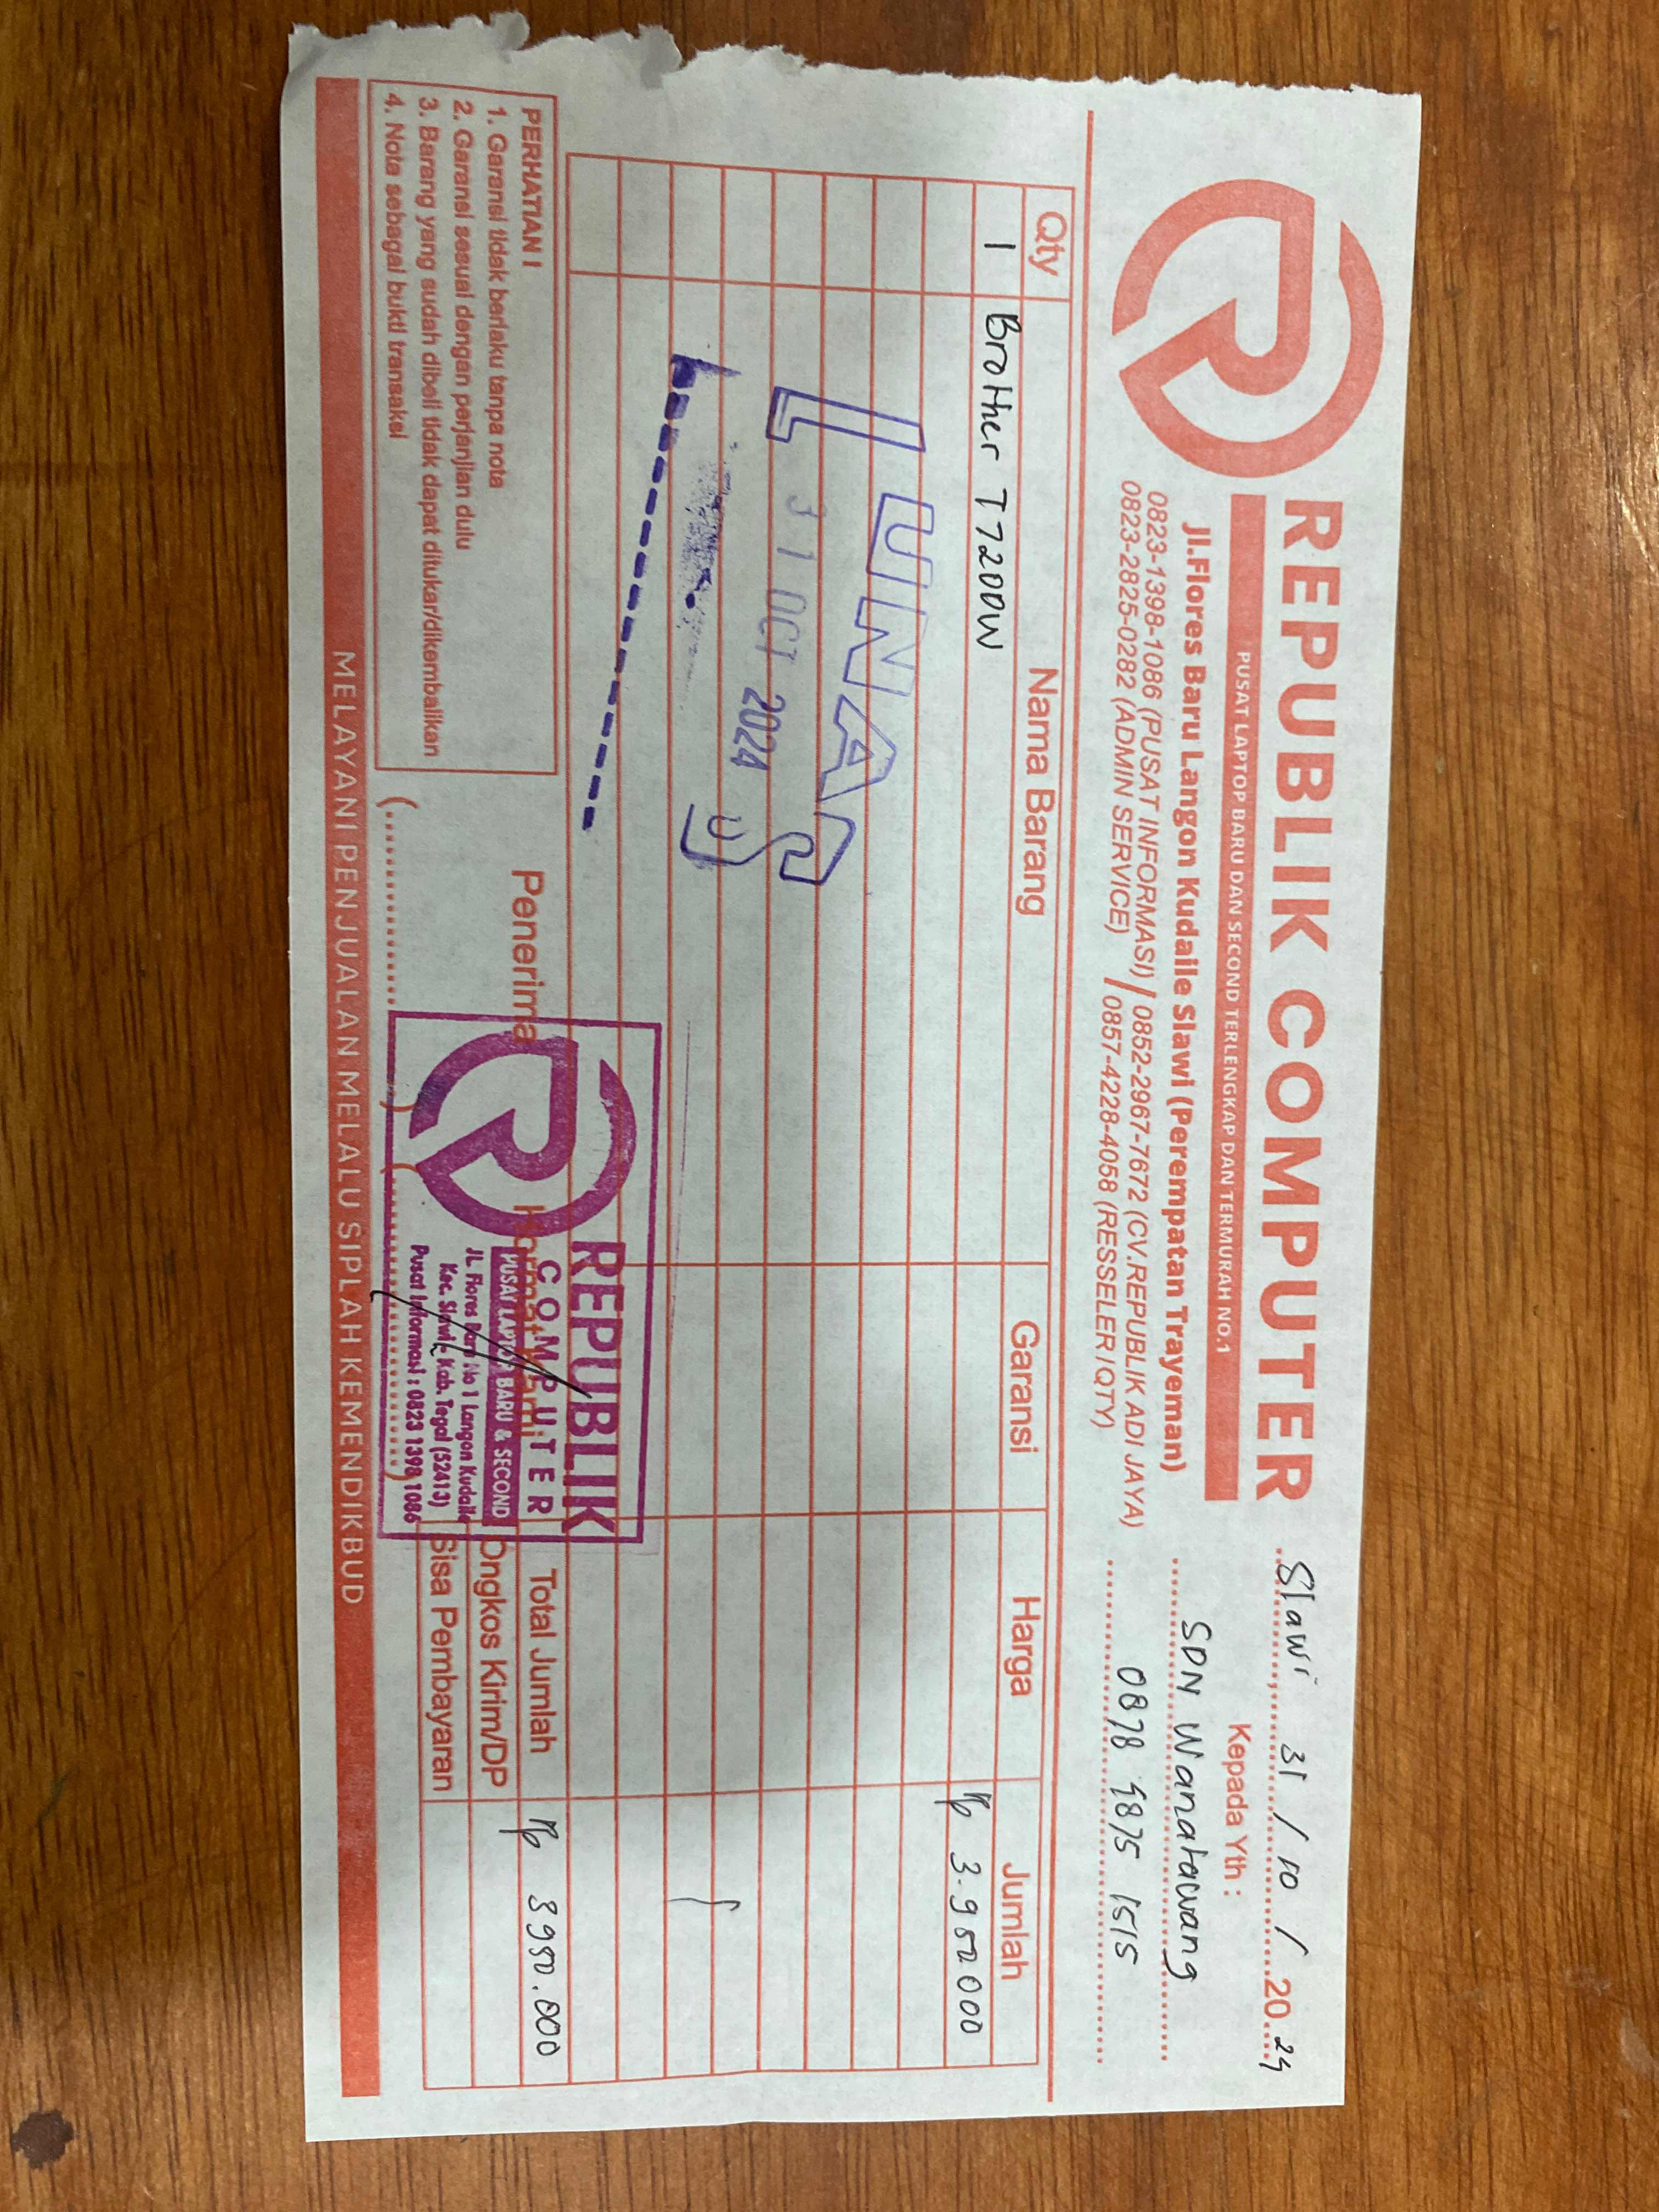 REPUBLIK COMPUTER
PUSAT LAPTOP BARU DAN SECOND TERLENGKAP DAN TERMURAH NO.1
Jl.Flores Baru Langon Kudaile Slawi (Perempatan Trayeman)
0823-1398-1086 (PUSAT INFORMASI) | 0852-2967-7672 (CV.REPUBLIK ADI JAYA)
0823-2825-0282 (ADMIN SERVICE) | 0857-4228-4058 (RESSELER / QTY)
Slawi, 31 / 10 / 2024
Kepada Yth :
SDN Wanatawang
0878 4875 1515
Qty Nama Barang Garansi Harga Jumlah
1 Brother T720DW Rp 3.950000
LUNAS
31 OCT 2024
PERHATIAN !
1. Garansi tidak berlaku tanpa nota
2. Garansi sesuai dengan perjanjian dulu
3. Barang yang sudah dibeli tidak dapat ditukar/dikembalikan
4. Nota sebagai bukti transaksi
Penerima
Hormat Kami
(....................) (....................)
REPUBLIK
COMPUTER
PUSAT LAPTOP BARU & SECOND
JL. Flores Baru No 1 Langon Kudaile
Kec. Slawi - Kab. Tegal (52413)
Pusat Informasi : 0823 1398 1086
Total Jumlah Rp 3950.000
Ongkos Kirim/DP
Sisa Pembayaran
MELAYANI PENJUALAN MELALU SIPLAH KEMENDIKBUD